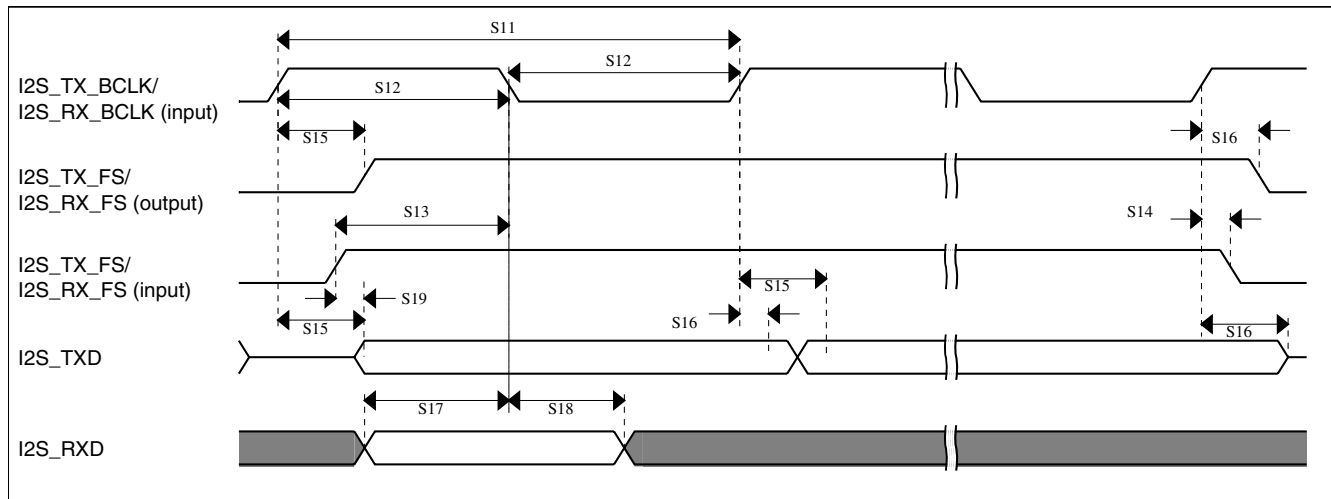 S11
I2S_TX_BCLK/
I2S_RX_BCLK (input)
S12
S12
S15
S16
I2S_TX_FS/
I2S_RX_FS (output)
S13
S14
I2S_TX_FS/
I2S_RX_FS (input)
S15
S19
S15
S16
S16
I2S_TXD
S17
S18
I2S_RXD